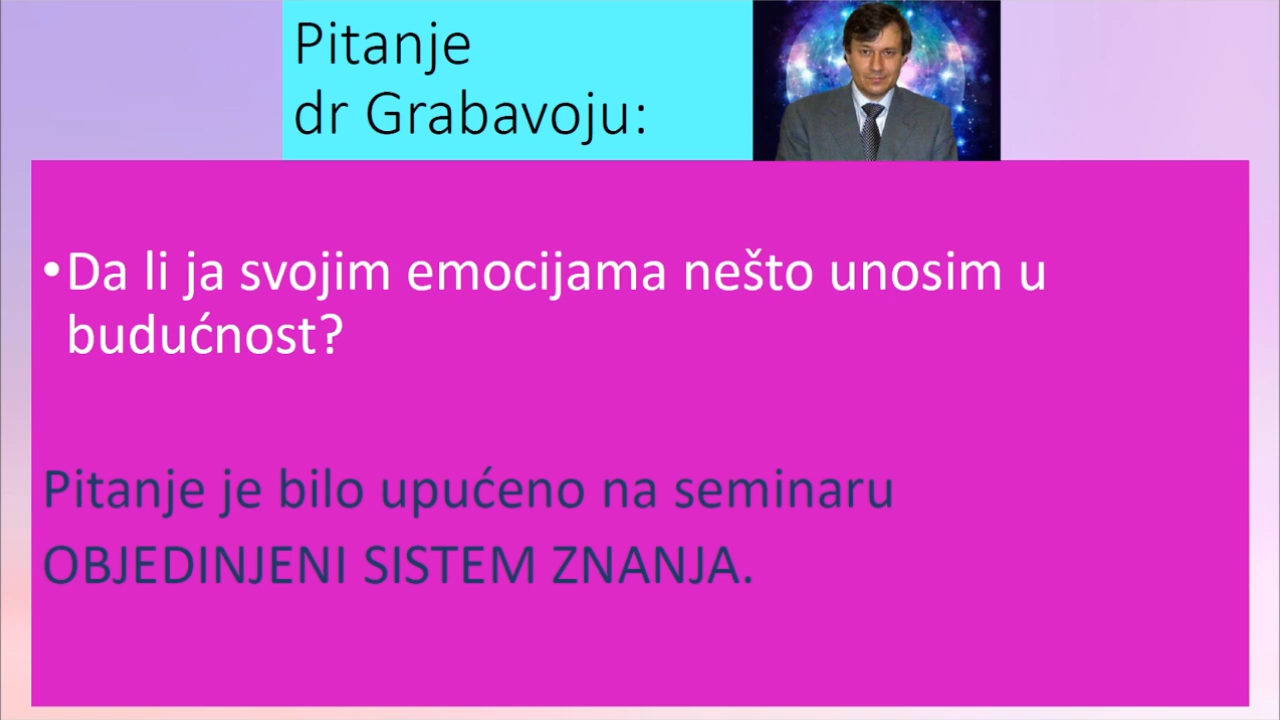 Pitanje
dr Grabavoju:
•Da li ja svojim emocijama nešto unosim u
budućnost?
Pitanje je bilo upućeno na seminaru
OBJEDINJENI SISTEM ZNANJA.